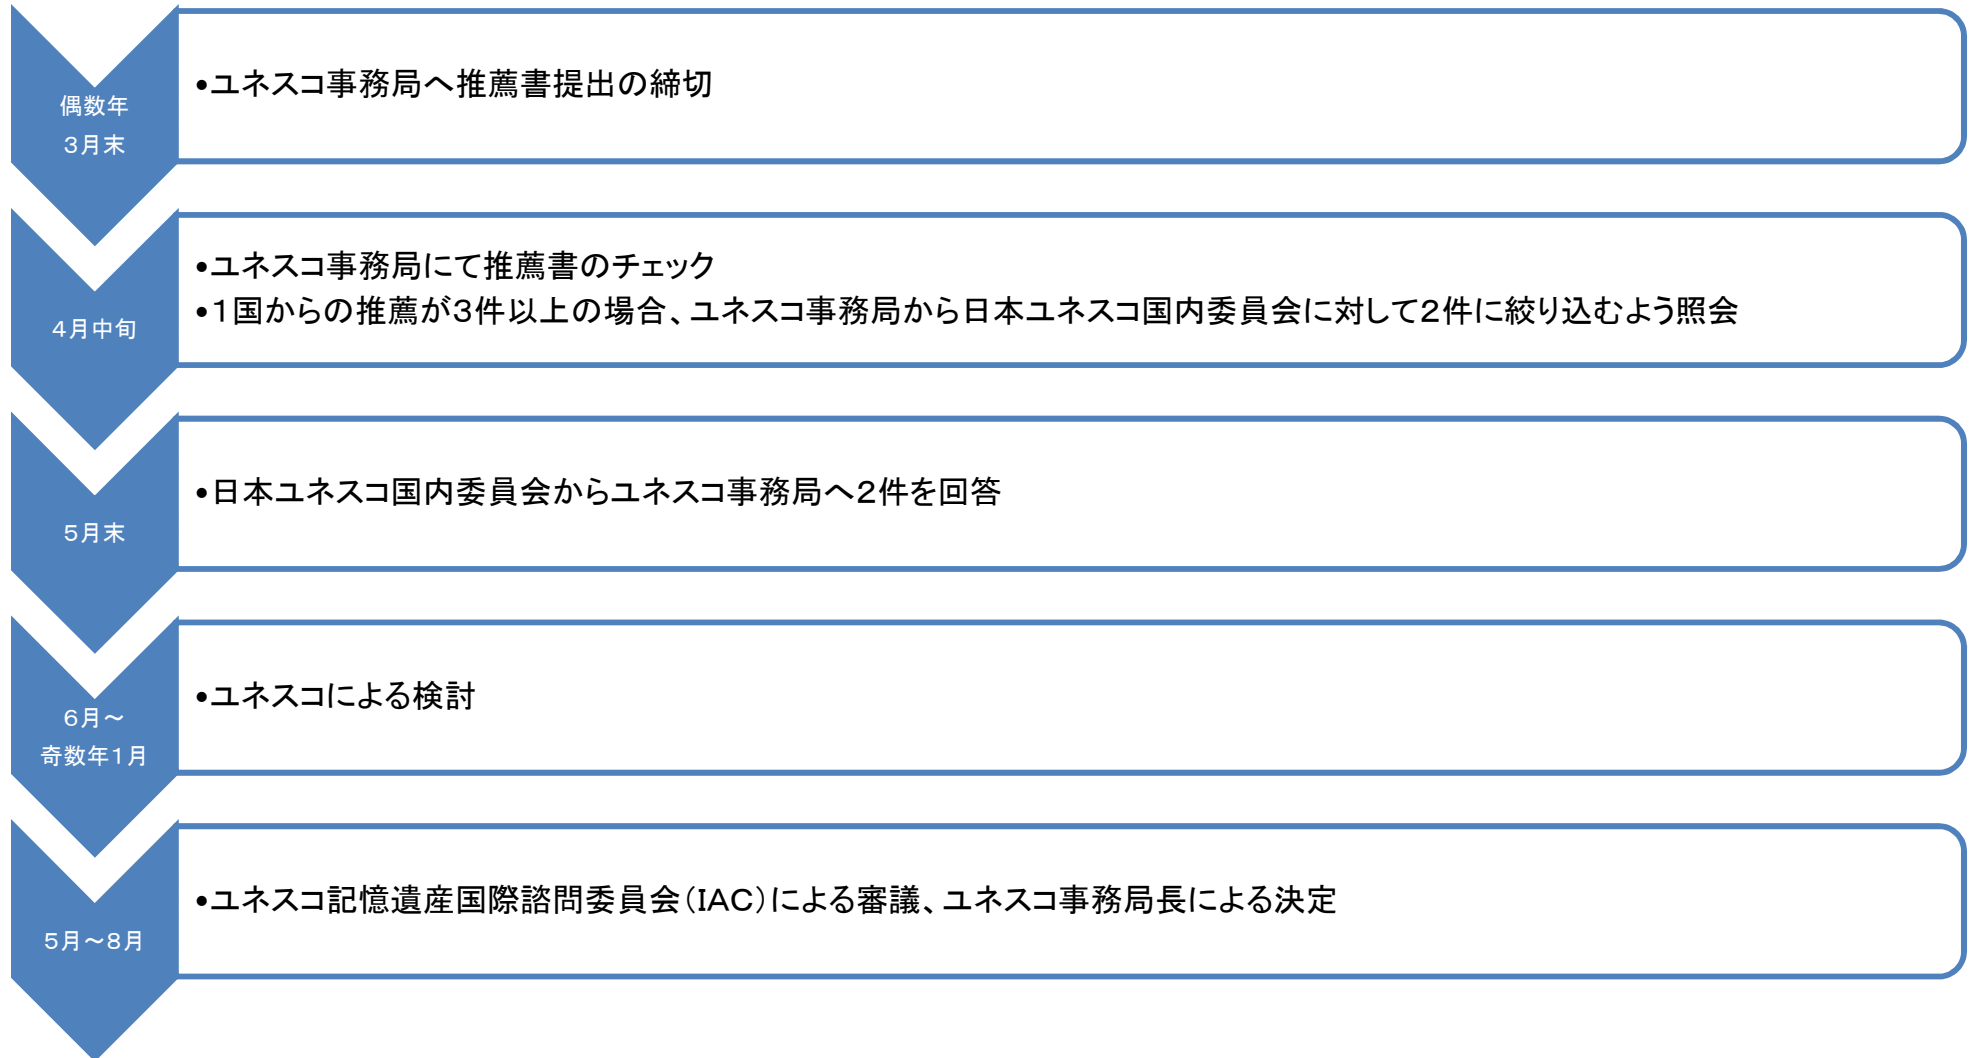 偶数年
３月末
•ユネスコ事務局へ推薦書提出の締切
４月中旬
•ユネスコ事務局にて推薦書のチェック
•１国からの推薦が３件以上の場合、ユネスコ事務局から日本ユネスコ国内委員会に対して２件に絞り込むよう照会
５月末
•日本ユネスコ国内委員会からユネスコ事務局へ２件を回答
６月～
奇数年１月
•ユネスコによる検討
５月～８月
•ユネスコ記憶遺産国際諮問委員会（IAC）による審議、ユネスコ事務局長による決定